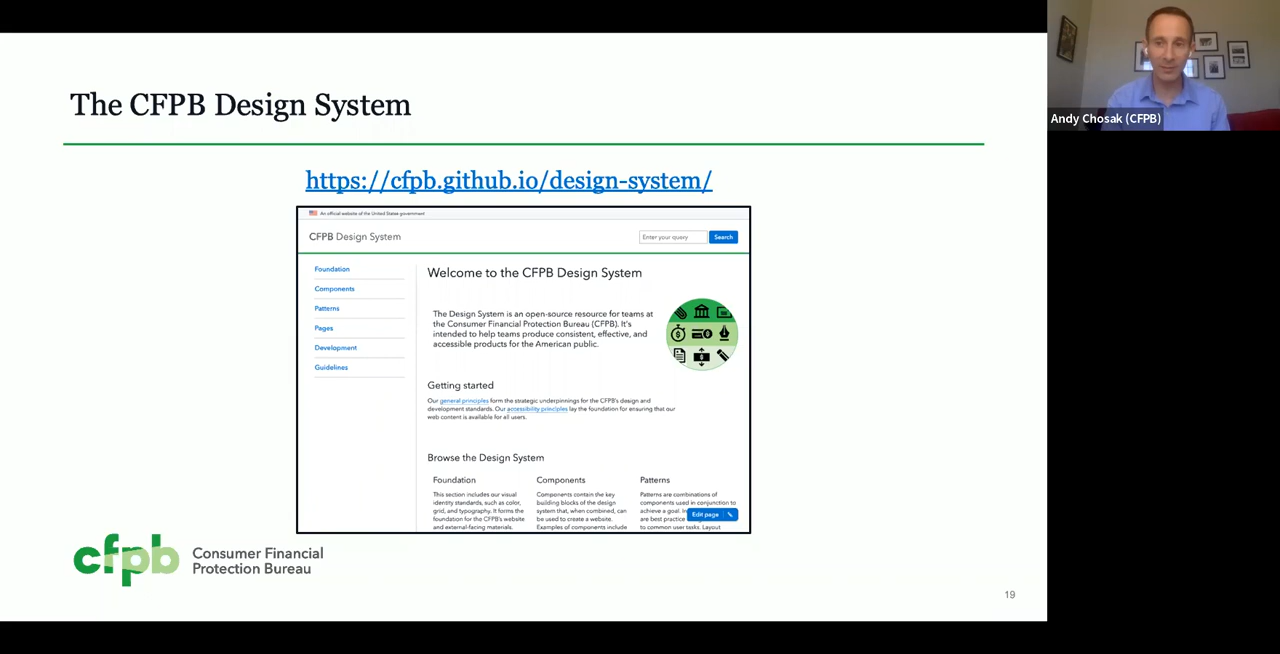 The CFPB Design System
https://cfpb.github.io/design-system/
An official website of the United States government
CFPB Design System
Enter your query
Search
Foundation
Components
Patterns
Pages
Development
Guidelines
Welcome to the CFPB Design System
The Design System is an open-source resource for teams at
the Consumer Financial Protection Bureau (CFPB). It's
intended to help teams produce consistent, effective, and
accessible products for the American public.
Getting started
Our general principles form the strategic underpinnings for the CFPB's design and
development standards. Our accessibility principles lay the foundation for ensuring that our
web content is available for all users.
Browse the Design System
Foundation
This section includes our visual
identity standards, such as color,
grid, and typography. It forms the
foundation for the CFPB's website
and external-facing materials.
Components
Components contain the key
building blocks of the design
system that, when combined, can
be used to create a website.
Examples of components include
Patterns
Patterns are combinations of
components used in conjunction to
achieve a goal. In
are best practice
to common user tasks. Layout
Edit page
cfpb
Consumer Financial
Protection Bureau
19
Andy Chosak (CFPB)